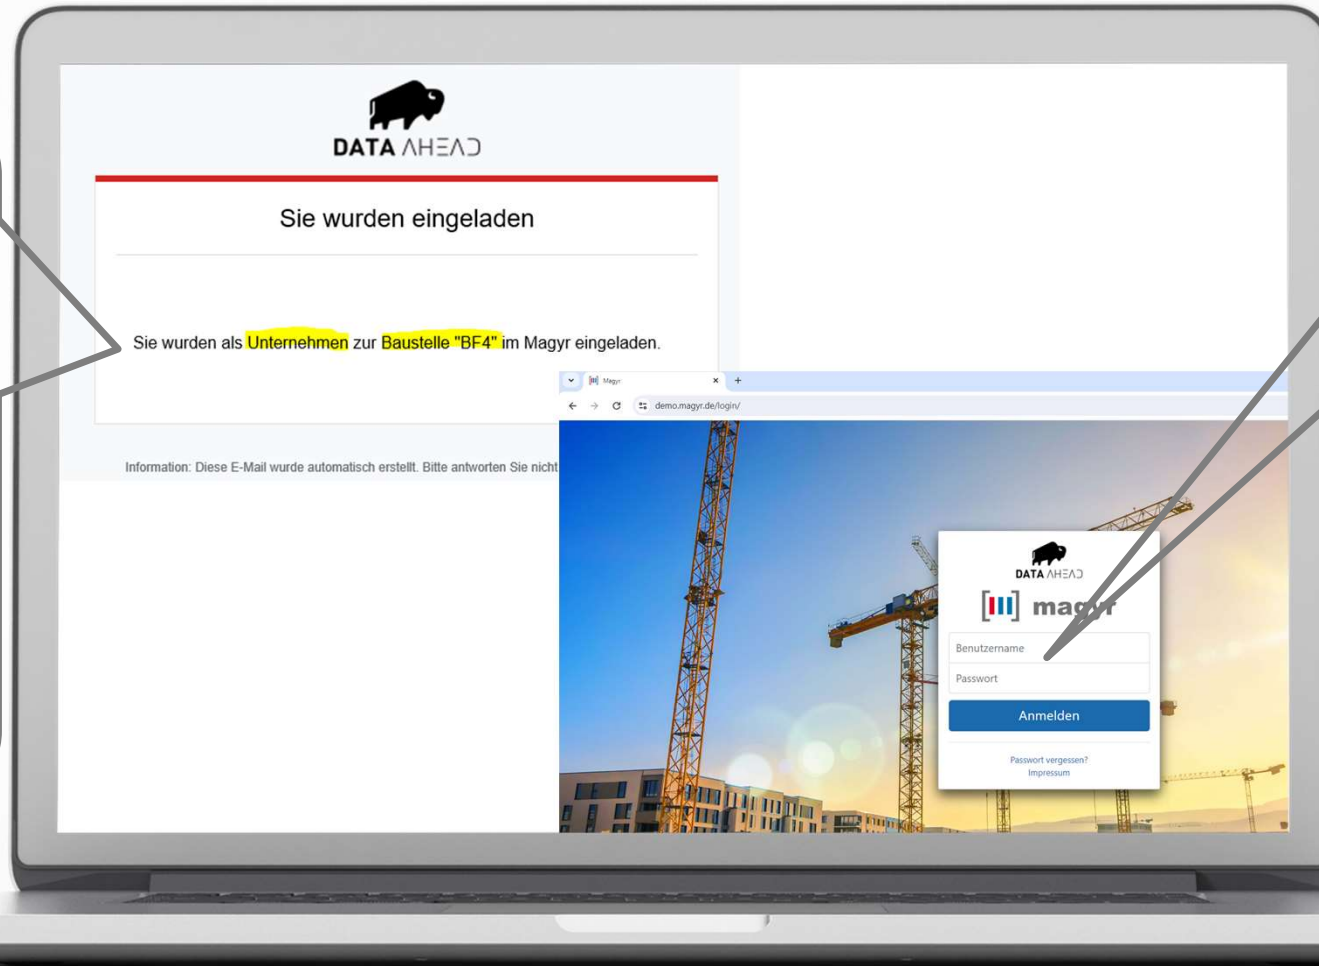 DATA AHEAD
Sie wurden eingeladen
Sie wurden als Unternehmen zur Baustelle "BF4" im Magyr eingeladen.
Information: Diese E-Mail wurde automatisch erstellt. Bitte antworten Sie nicht
Magyr
demo.magyr.de/login/
DATA AHEAD
magyr
Benutzername
Passwort
Anmelden
Passwort vergessen?
Impressum